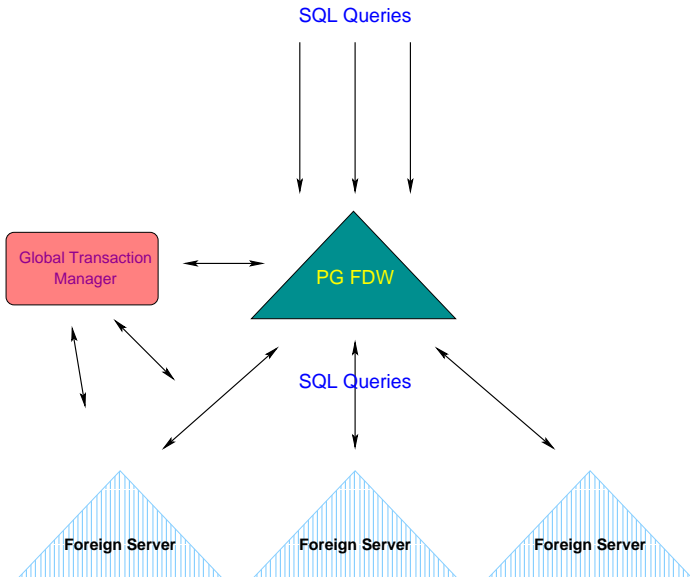 SQL Queries
Global Transaction
Manager
PG FDW
SQL Queries
Foreign Server
Foreign Server
Foreign Server